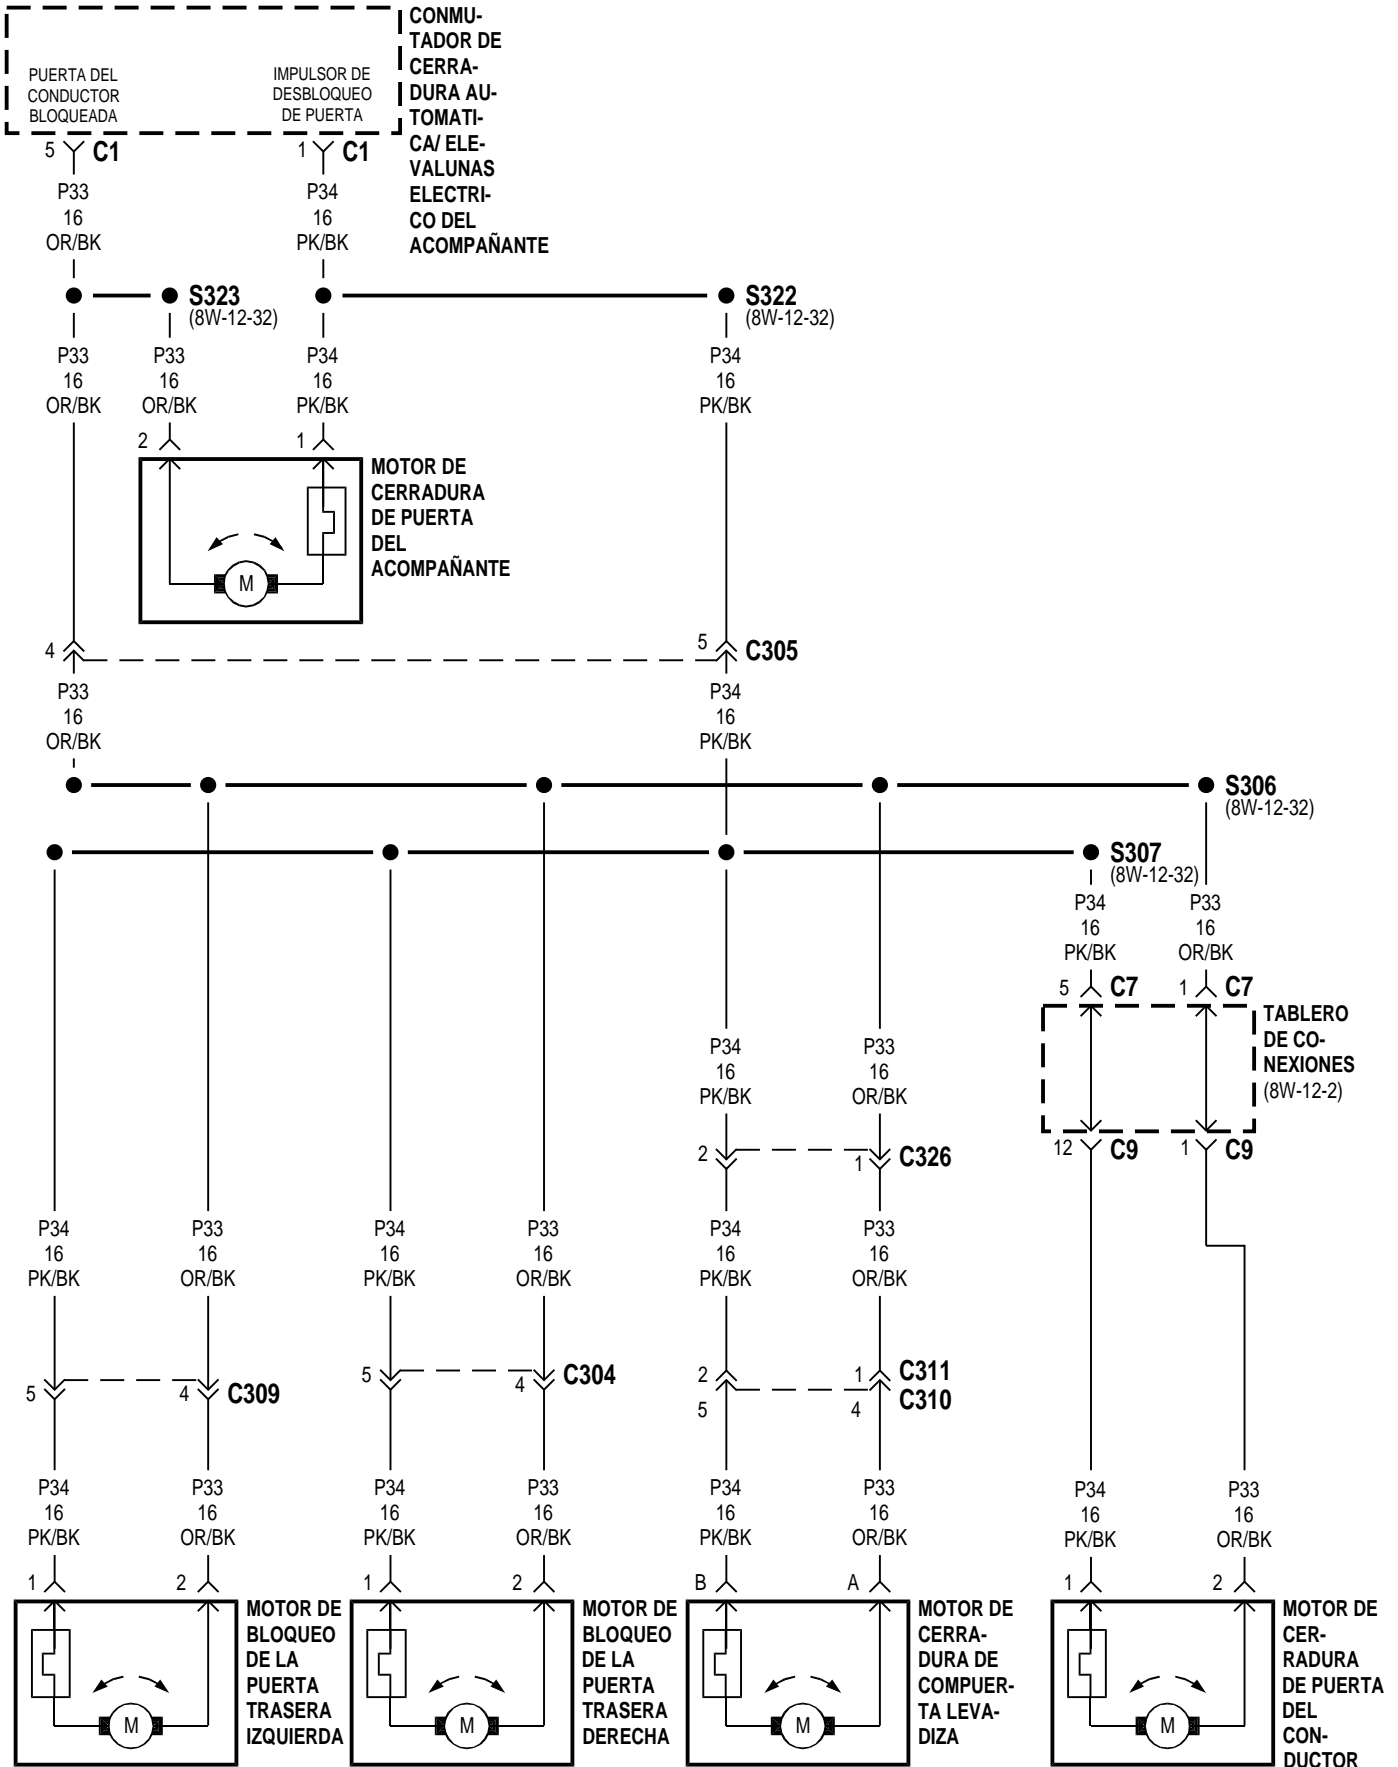 CONMU-
TADOR DE
CERRA-
DURA AU-
TOMATI-
CA/ ELE-
VALUNAS
ELECTRI-
CO DEL
ACOMPAÑANTE
PUERTA DEL
CONDUCTOR
BLOQUEADA
IMPULSOR DE
DESBLOQUEO
DE PUERTA
5 C1
1 C1
P33
16
OR/BK
P34
16
PK/BK
S323
(8W-12-32)
S322
(8W-12-32)
P33
16
OR/BK
P33
16
OR/BK
P34
16
PK/BK
P34
16
PK/BK
2
1
MOTOR DE
CERRADURA
DE PUERTA
DEL
ACOMPAÑANTE
M
4
5 C305
P33
16
OR/BK
P34
16
PK/BK
S306
(8W-12-32)
S307
(8W-12-32)
P34
16
PK/BK
P33
16
OR/BK
5 C7
1 C7
TABLERO
DE CO-
NEXIONES
(8W-12-2)
12 C9
1 C9
P34
16
PK/BK
P33
16
OR/BK
2
1 C326
P34
16
PK/BK
P33
16
OR/BK
P34
16
PK/BK
P33
16
OR/BK
P34
16
PK/BK
P33
16
OR/BK
5
4 C309
5
4 C304
2
1 C311
5
4 C310
P34
16
PK/BK
P33
16
OR/BK
P34
16
PK/BK
P33
16
OR/BK
P34
16
PK/BK
P33
16
OR/BK
P34
16
PK/BK
P33
16
OR/BK
1
2
1
2
B
A
1
2
MOTOR DE
BLOQUEO
DE LA
PUERTA
TRASERA
IZQUIERDA
M
MOTOR DE
BLOQUEO
DE LA
PUERTA
TRASERA
DERECHA
M
MOTOR DE
CERRA-
DURA DE
COMPUER-
TA LEVA-
DIZA
M
MOTOR DE
CER-
RADURA
DE PUERTA
DEL
CON-
DUCTOR
M